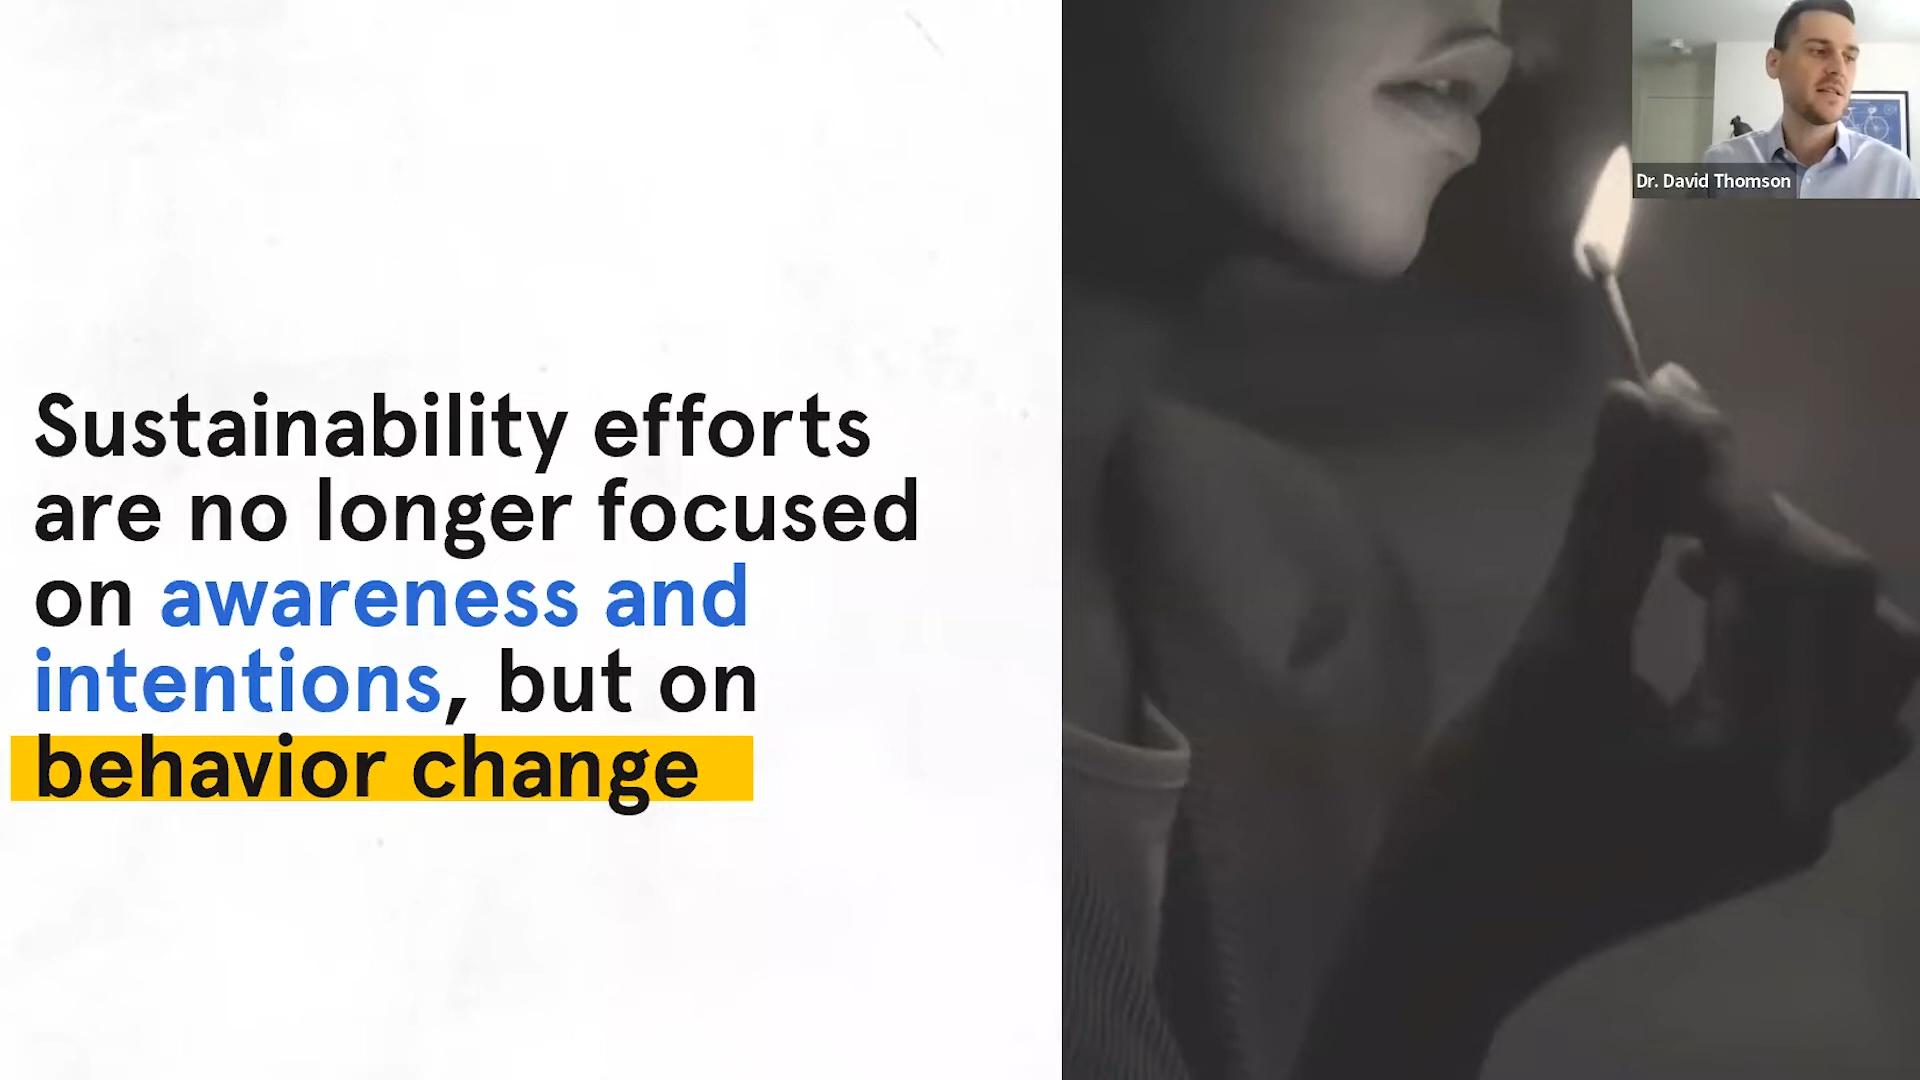 Sustainability efforts
are no longer focused
on awareness and
intentions, but on
behavior change
Dr. David Thomson